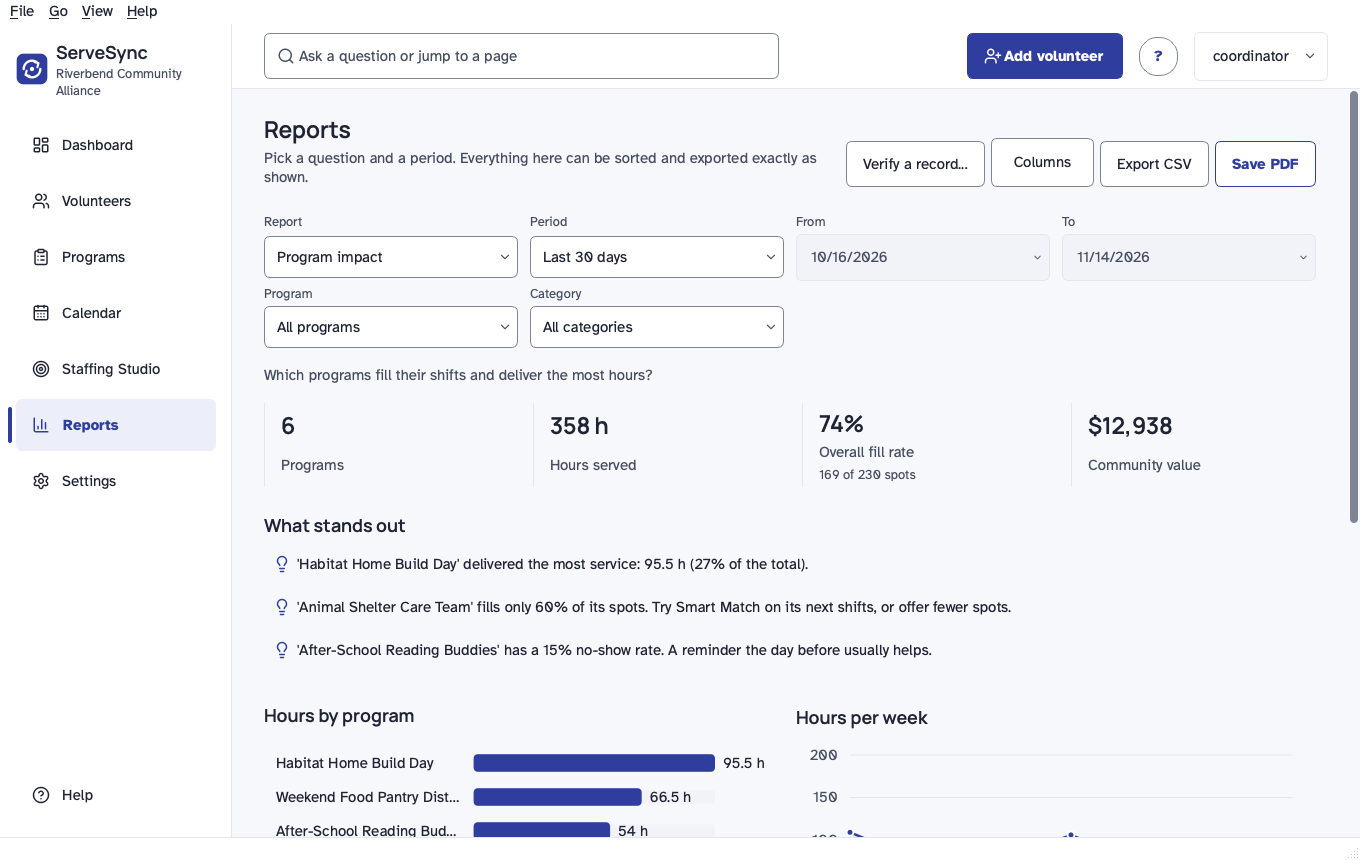 File Go View Help
ServeSync
Riverbend Community
Alliance
Ask a question or jump to a page
Add volunteer
?
coordinator
Dashboard
Volunteers
Programs
Calendar
Staffing Studio
Reports
Settings
Help
Reports
Pick a question and a period. Everything here can be sorted and exported exactly as
shown.
Verify a record...
Columns
Export CSV
Save PDF
Report
Period
From
To
Program impact
Last 30 days
10/16/2026
11/14/2026
Program
Category
All programs
All categories
Which programs fill their shifts and deliver the most hours?
6
Programs
358 h
Hours served
74%
Overall fill rate
169 of 230 spots
$12,938
Community value
What stands out
'Habitat Home Build Day' delivered the most service: 95.5 h (27% of the total).
'Animal Shelter Care Team' fills only 60% of its spots. Try Smart Match on its next shifts, or offer fewer spots.
'After-School Reading Buddies' has a 15% no-show rate. A reminder the day before usually helps.
Hours by program
Habitat Home Build Day 95.5 h
Weekend Food Pantry Dist... 66.5 h
After-School Reading Bud... 54 h
Hours per week
200
150